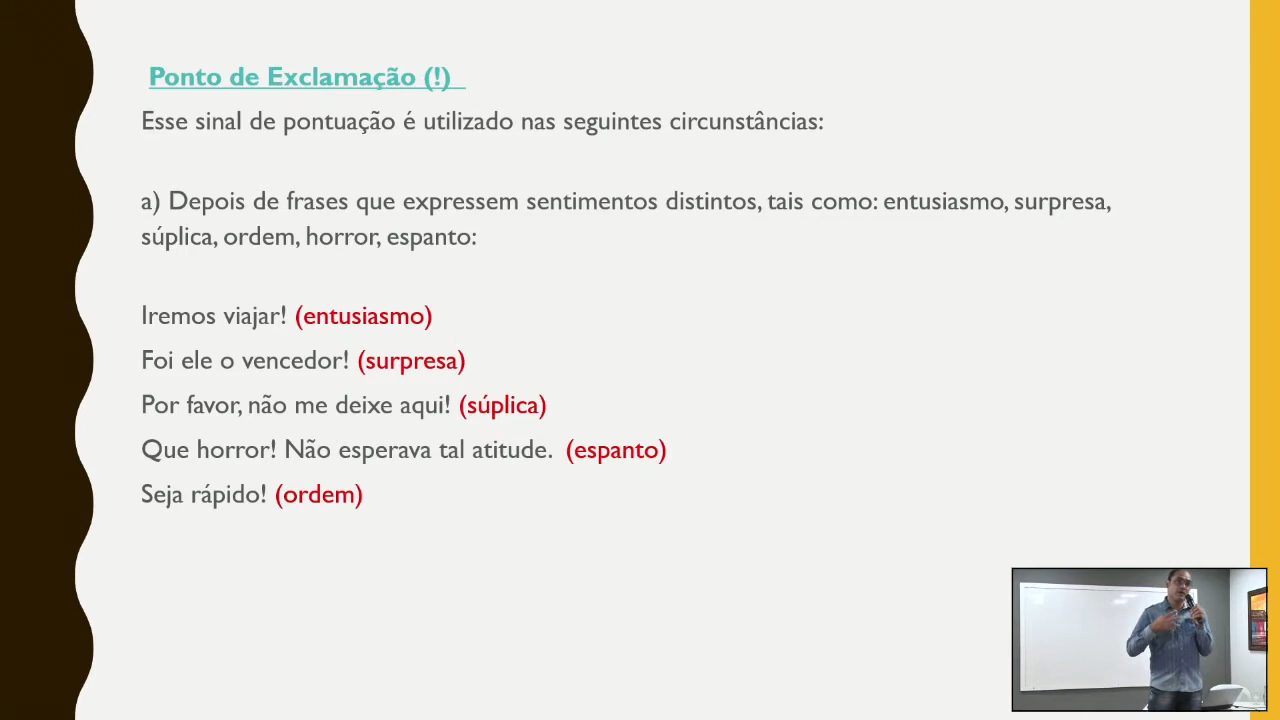 Ponto de Exclamação (!)
Esse sinal de pontuação é utilizado nas seguintes circunstâncias:
a) Depois de frases que expressem sentimentos distintos, tais como: entusiasmo, surpresa,
súplica, ordem, horror, espanto:
Iremos viajar! (entusiasmo)
Foi ele o vencedor! (surpresa)
Por favor, não me deixe aqui! (súplica)
Que horror! Não esperava tal atitude. (espanto)
Seja rápido! (ordem)